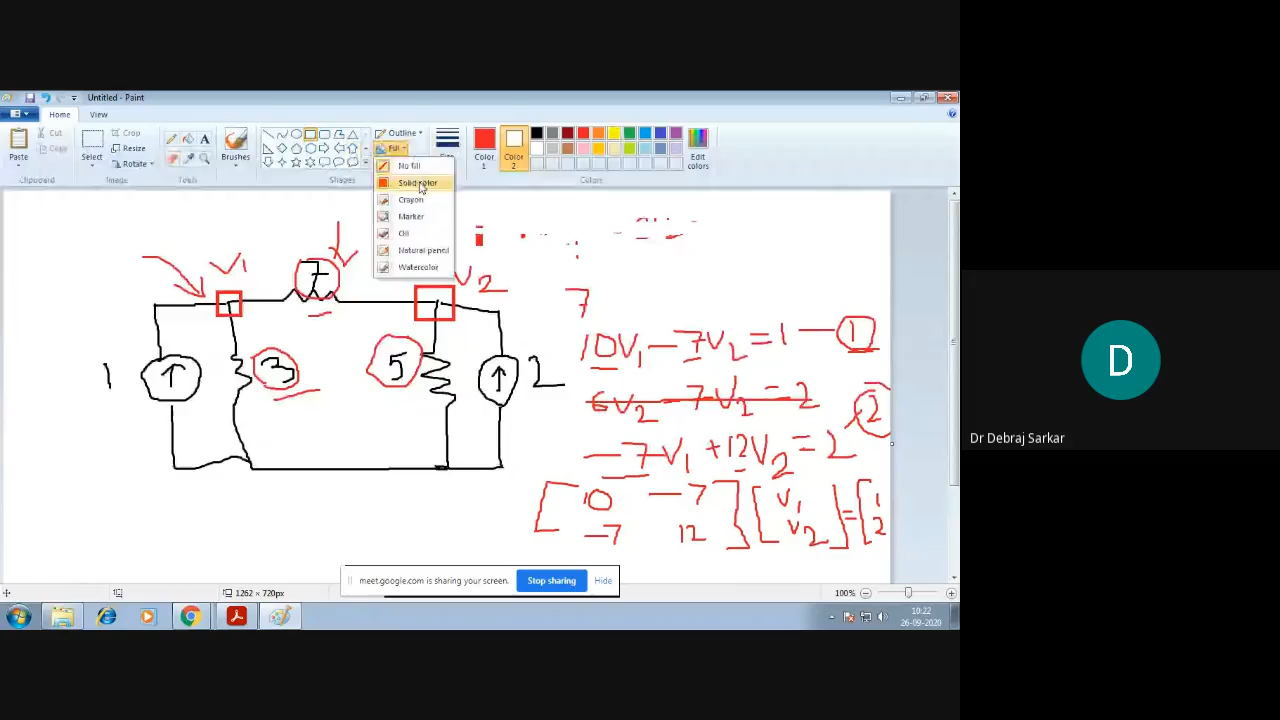 Untitled - Paint
Home
View
Paste
Cut
Copy
Clipboard
Select
Crop
Resize
Rotate
Image
Tools
Brushes
Shapes
Outline
Fill
No fill
Solid color
Crayon
Marker
Oil
Natural pencil
Watercolor
Color 1
Color 2
Edit colors
Colors
V1
7
V2
7
10V1 - 7V2 = 1 — 1
6V2 - 7V2 = 2
2
- 7V1 + 12V2 = 2
1
3
5
2
[ 10 -7 ] [ V1 ] = [ 1
-7 12 V2 2
Dr Debraj Sarkar
D
meet.google.com is sharing your screen.
Stop sharing
Hide
1262 × 720px
100%
10:22
26-09-2020